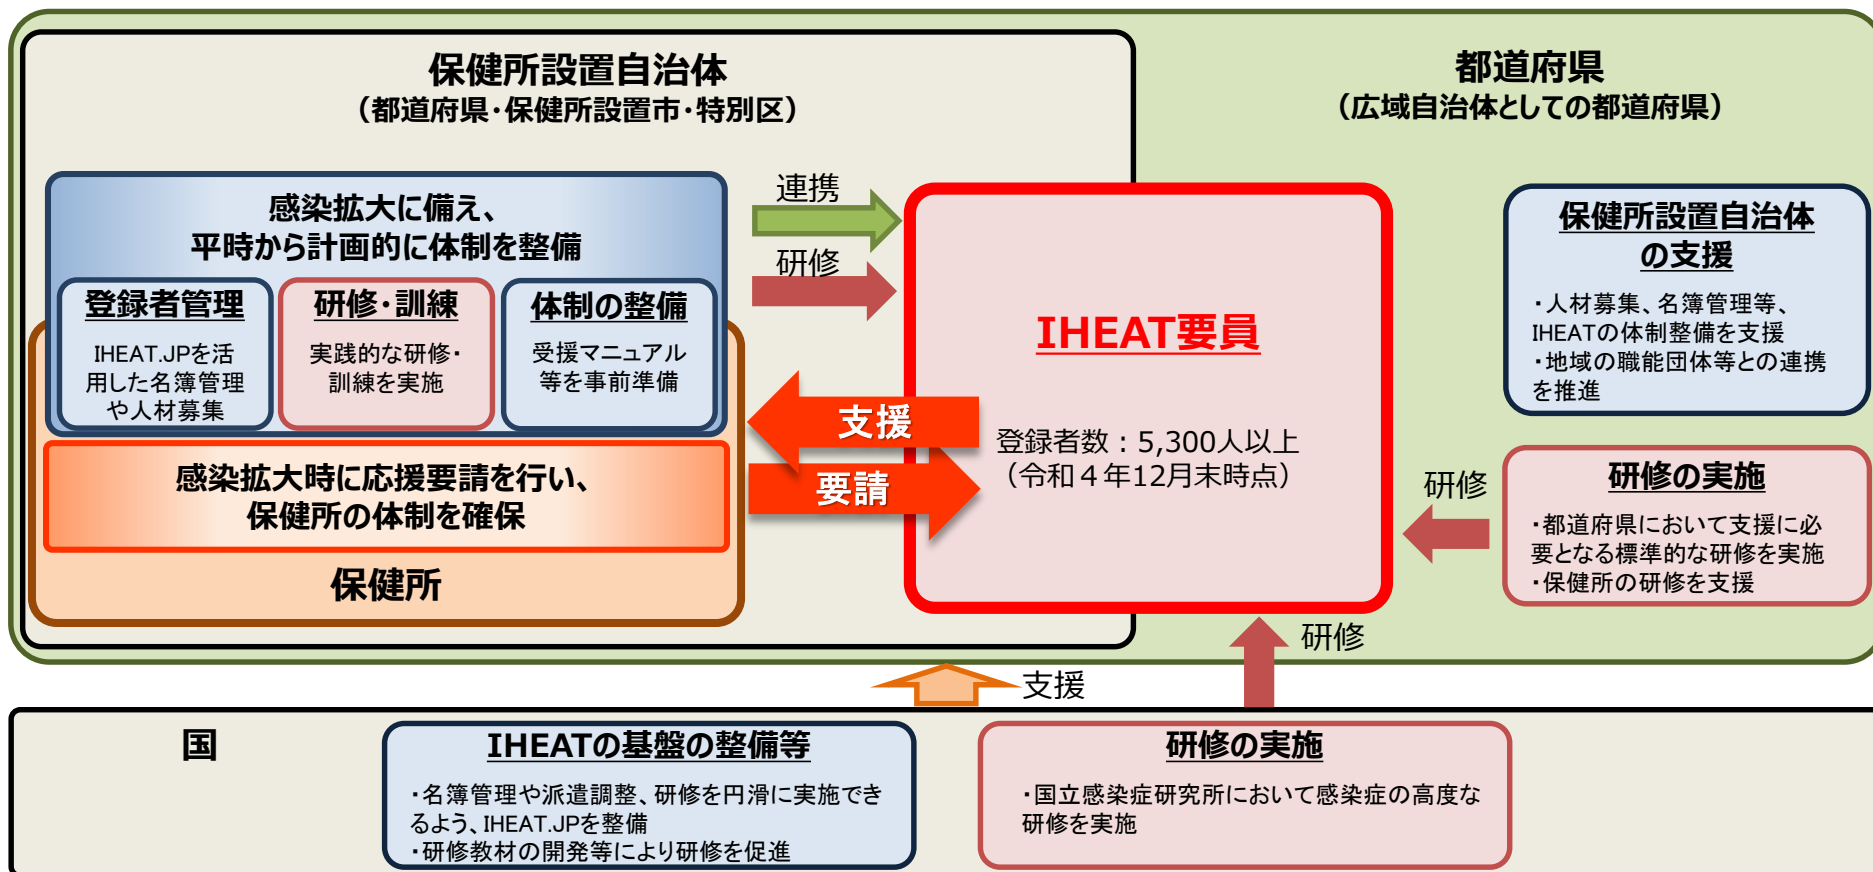 保健所設置自治体
（都道府県・保健所設置市・特別区）
都道府県
（広域自治体としての都道府県）
感染拡大に備え、
平時から計画的に体制を整備
登録者管理
IHEAT.JPを活
用した名簿管理
や人材募集
研修・訓練
実践的な研修・
訓練を実施
体制の整備
受援マニュアル
等を事前準備
感染拡大時に応援要請を行い、
保健所の体制を確保
保健所
連携
研修
支援
要請
IHEAT要員
登録者数：5,300人以上
（令和４年12月末時点）
保健所設置自治体
の支援
・人材募集、名簿管理等、
IHEATの体制整備を支援
・地域の職能団体等との連携
を推進
研修
研修の実施
・都道府県において支援に必
要となる標準的な研修を実施
・保健所の研修を支援
研修
支援
国
IHEATの基盤の整備等
・名簿管理や派遣調整、研修を円滑に実施でき
るよう、IHEAT.JPを整備
・研修教材の開発等により研修を促進
研修の実施
・国立感染症研究所において感染症の高度な
研修を実施